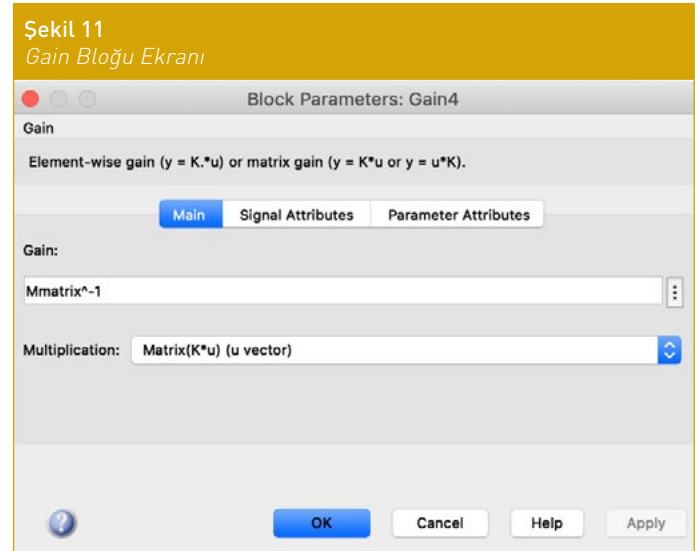 Şekil 11
Gain Bloğu Ekranı
Block Parameters: Gain4
Gain
Element-wise gain (y = K.*u) or matrix gain (y = K*u or y = u*K).
Main Signal Attributes Parameter Attributes
Gain:
Mmatrix^-1
Multiplication: Matrix(K*u) (u vector)
? OK Cancel Help Apply